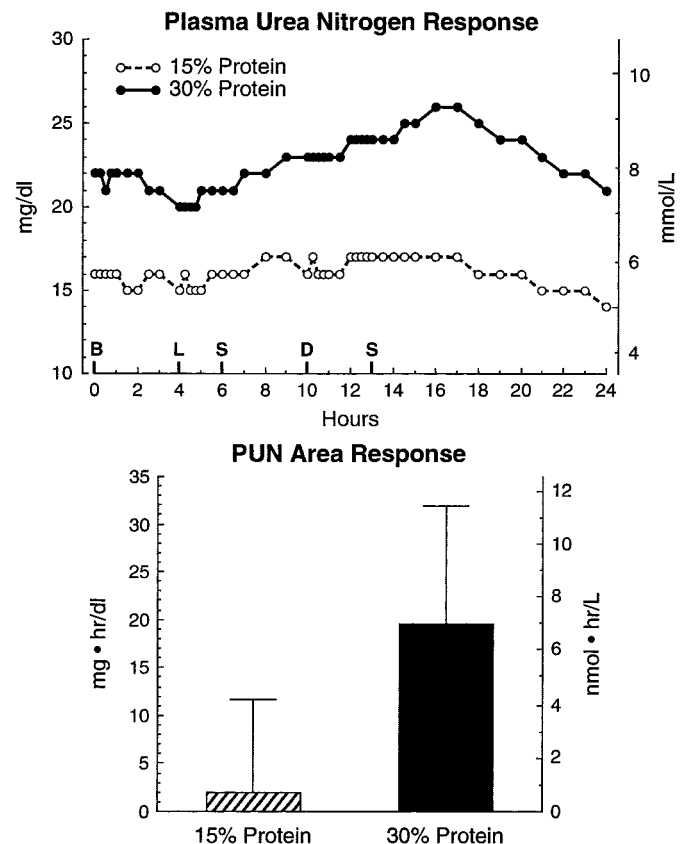 Plasma Urea Nitrogen Response
30
25
20
15
10
mg/dl
15% Protein
30% Protein
10
8
6
4
mmol/L
B L S D S
0 2 4 6 8 10 12 14 16 18 20 22 24
Hours
PUN Area Response
35
30
25
20
15
10
5
0
mg • hr/dl
12
10
8
6
4
2
0
nmol • hr/L
15% Protein 30% Protein